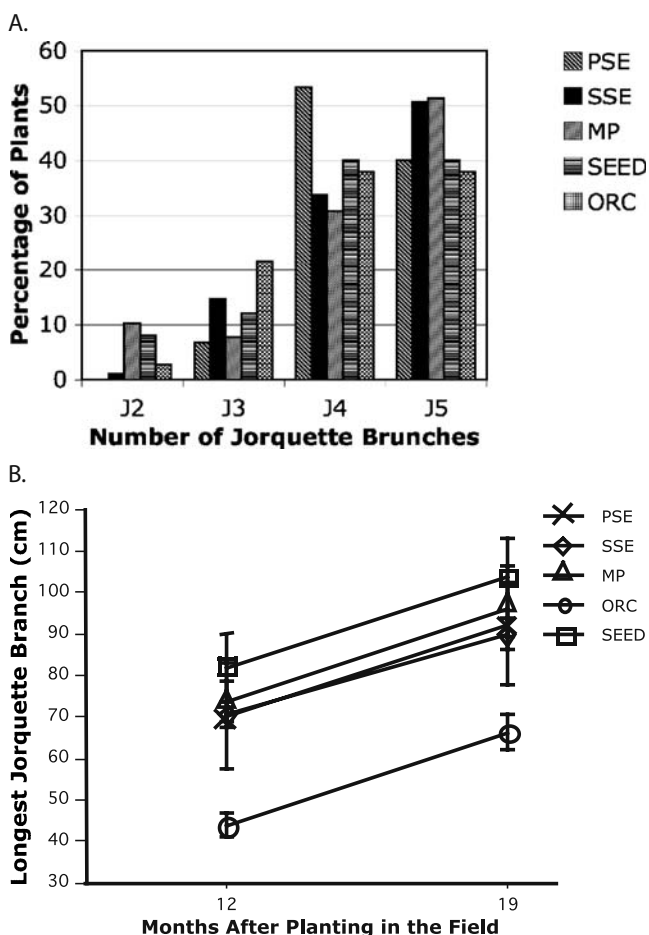 A.
60
50
40
30
20
10
0
Percentage of Plants
J2 J3 J4 J5
Number of Jorquette Brunches
PSE
SSE
MP
SEED
ORC
B.
120
110
100
90
80
70
60
50
40
30
Longest Jorquette Branch (cm)
12 19
Months After Planting in the Field
PSE
SSE
MP
ORC
SEED